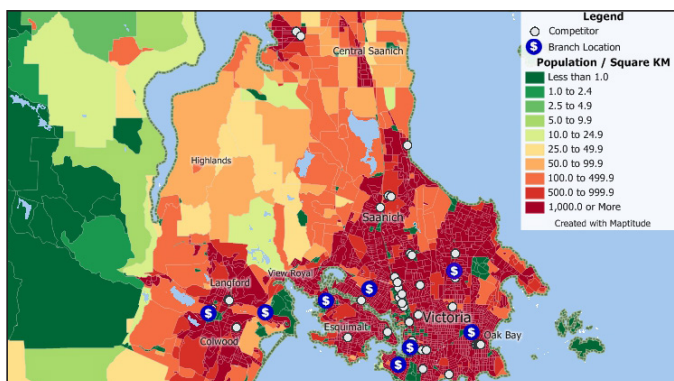 Legend
Competitor
$ Branch Location
Population / Square KM
Less than 1.0
1.0 to 2.4
2.5 to 4.9
5.0 to 9.9
10.0 to 24.9
25.0 to 49.9
50.0 to 99.9
100.0 to 499.9
500.0 to 999.9
1,000.0 or More
Created with Maptitude
Central Saanich
Highlands
Saanich
View Royal
Langford
$
$
$
$
$
Colwood
Esquimalt
Victoria
$
Oak Bay
$
$